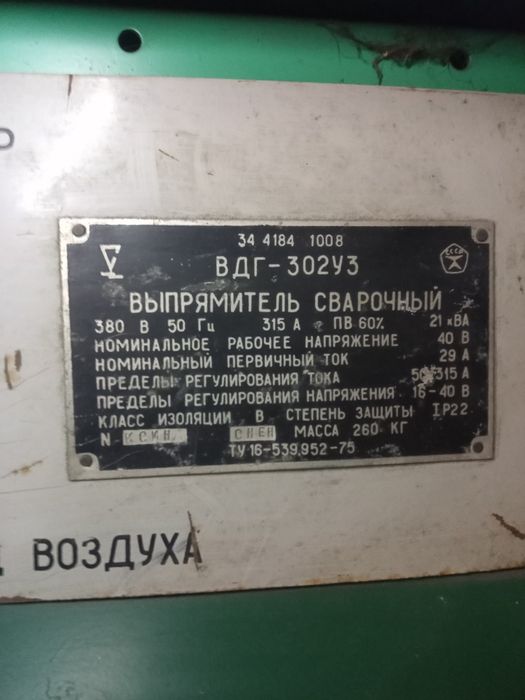 Р
34 4184 1008
СССР
ВДГ-302У3
ВЫПРЯМИТЕЛЬ СВАРОЧНЫЙ
380 В 50 Гц 315 А ПВ 60% 21 кВА
НОМИНАЛЬНОЕ РАБОЧЕЕ НАПРЯЖЕНИЕ 40 В
НОМИНАЛЬНЫЙ ПЕРВИЧНЫЙ ТОК 29 А
ПРЕДЕЛЫ РЕГУЛИРОВАНИЯ ТОКА 50-315 А
ПРЕДЕЛЫ РЕГУЛИРОВАНИЯ НАПРЯЖЕНИЯ 16-40 В
КЛАСС ИЗОЛЯЦИИ В СТЕПЕНЬ ЗАЩИТЫ IP22
N МАССА 260 КГ
ТУ 16-539.952-75
ВОЗДУХА